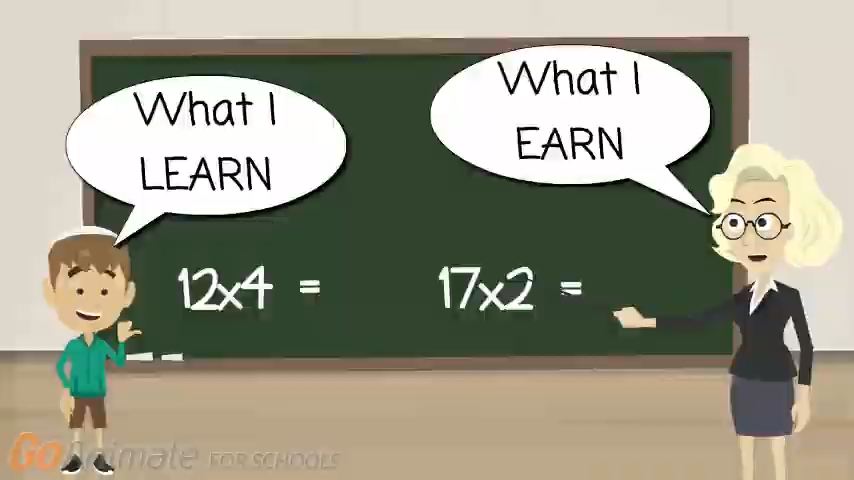 What I
LEARN
What I
EARN
12x4 =
17x2 =
GoAnimate FOR SCHOOLS